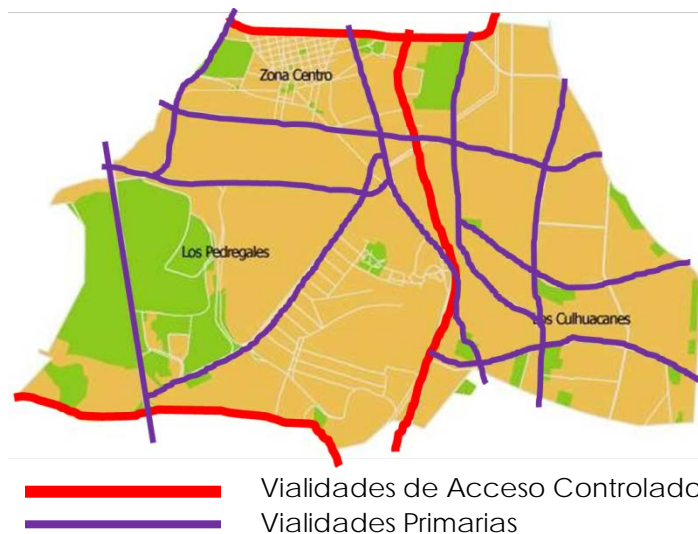 Zona Centro
Los Pedregales
Los Culhuacanes
Vialidades de Acceso Controlado
Vialidades Primarias